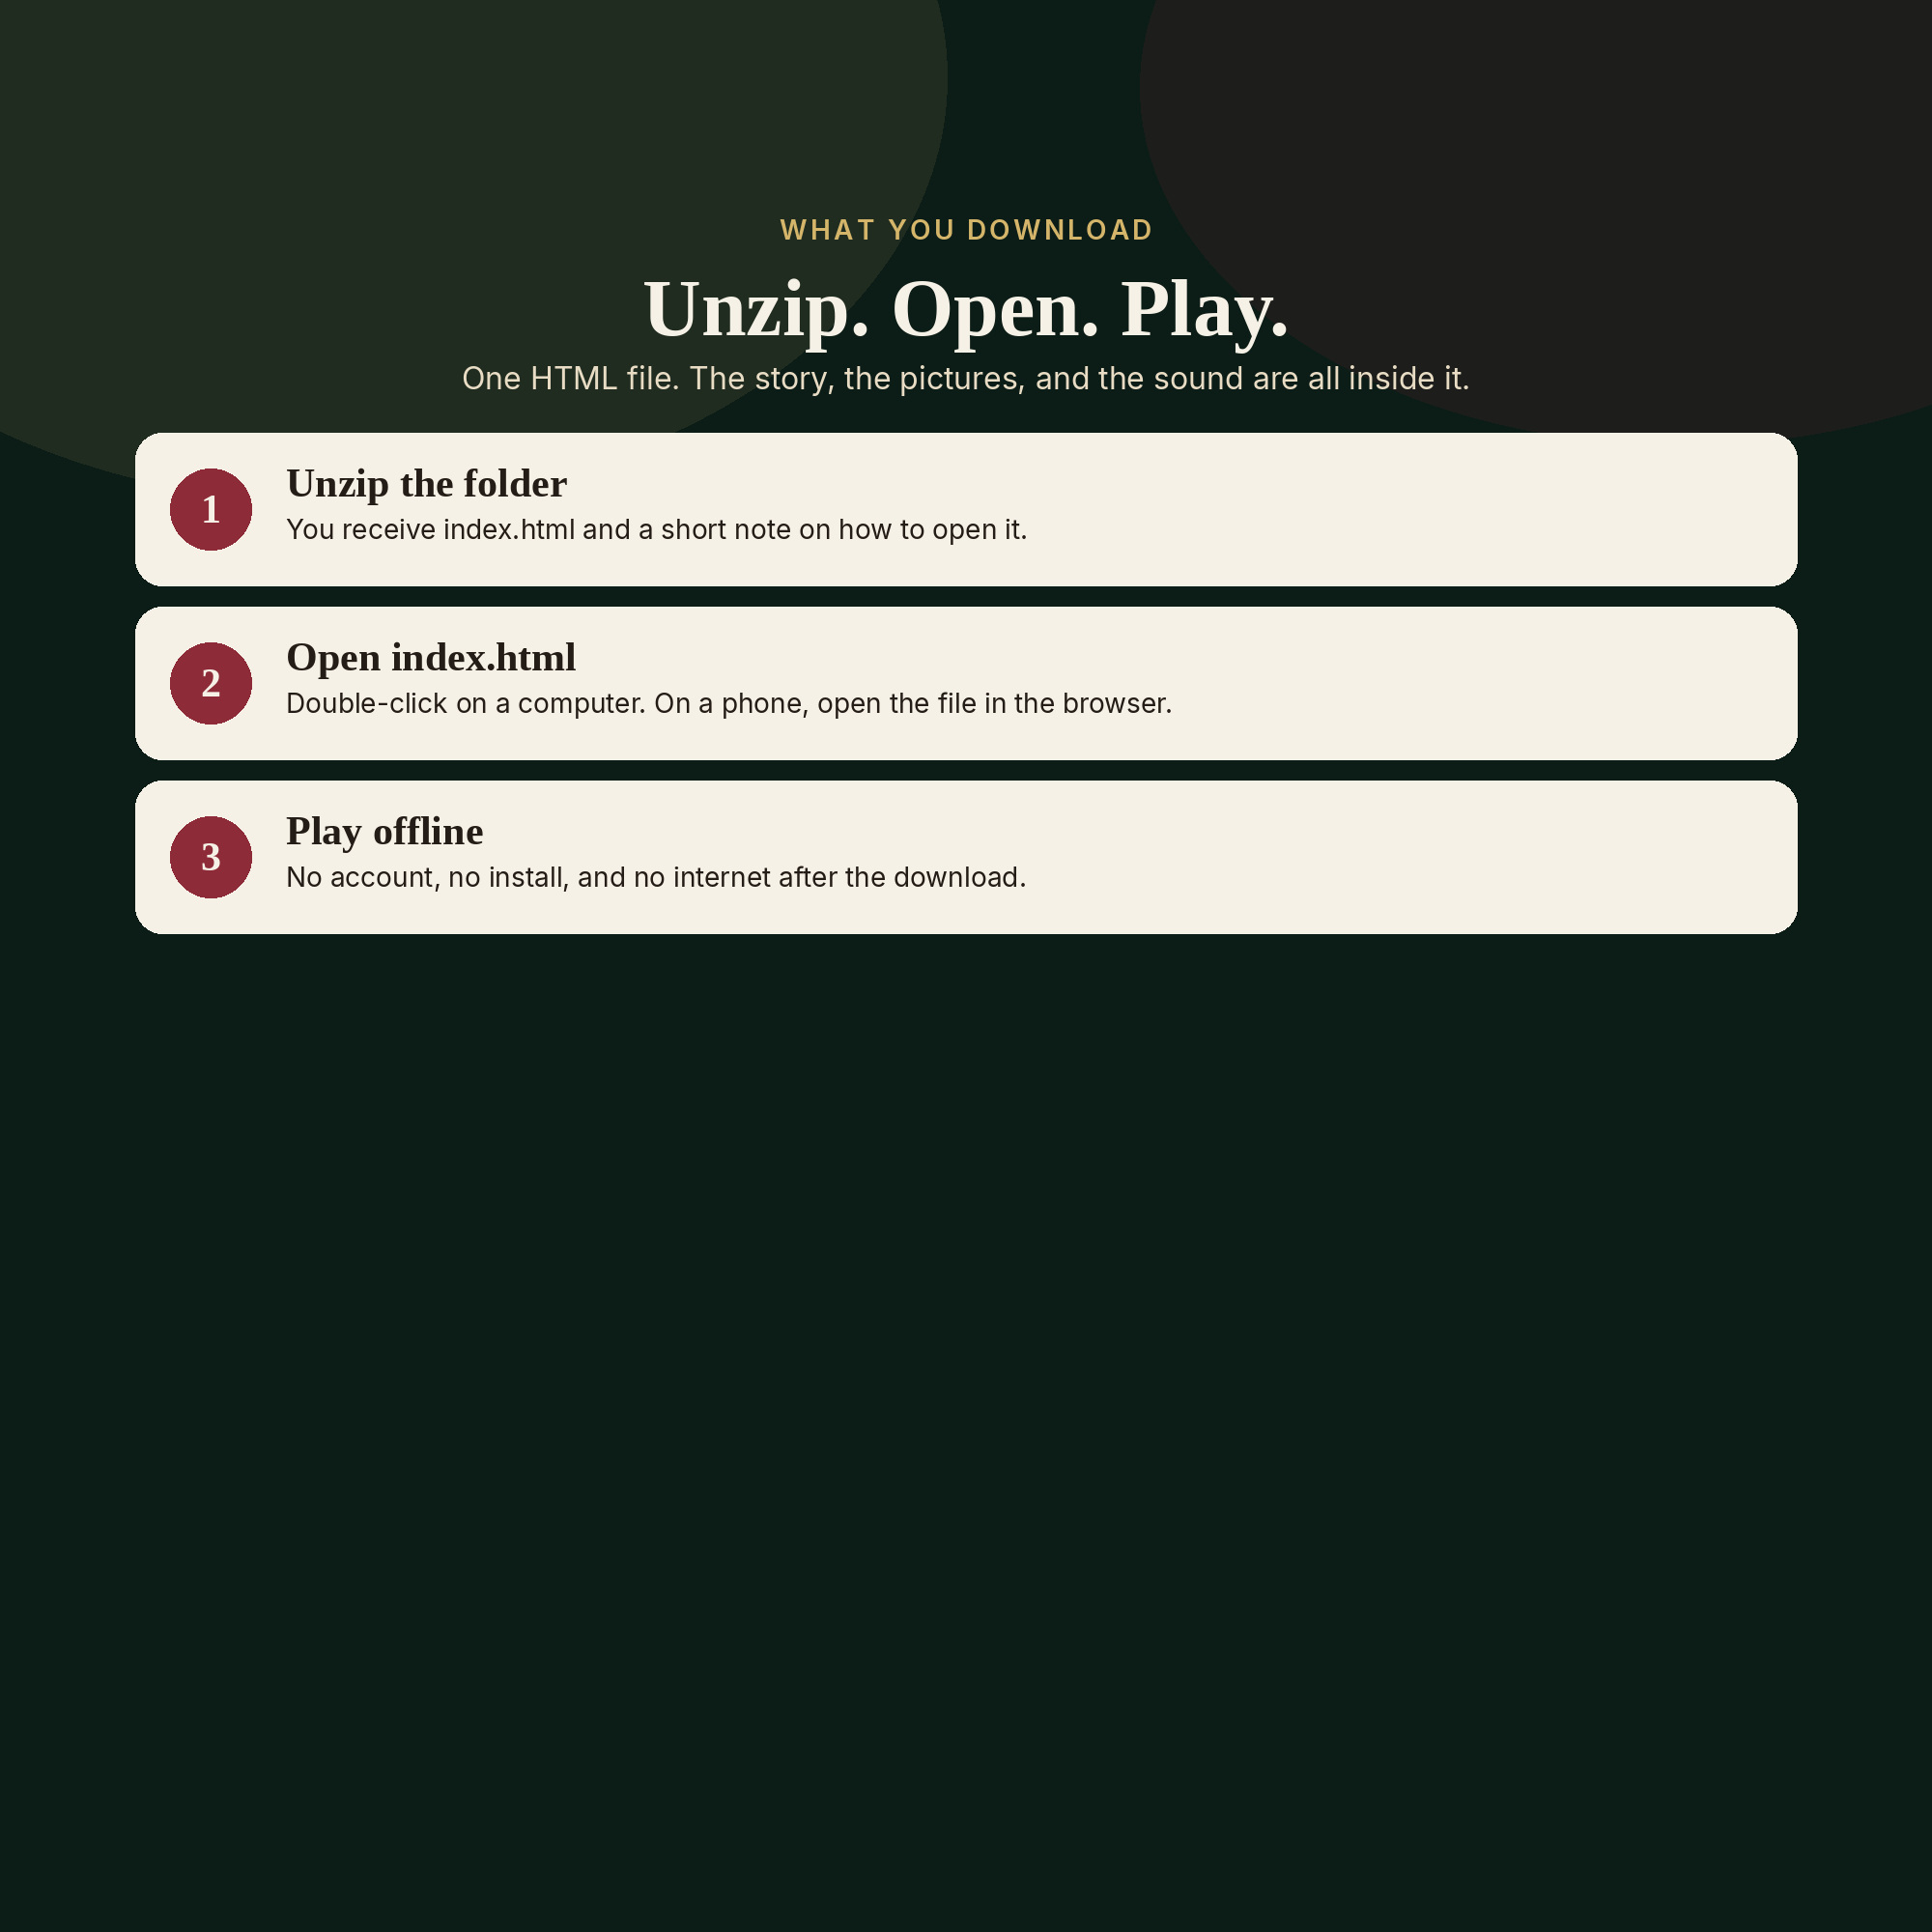 WHAT YOU DOWNLOAD
Unzip. Open. Play.
One HTML file. The story, the pictures, and the sound are all inside it.
1
Unzip the folder
You receive index.html and a short note on how to open it.
2
Open index.html
Double-click on a computer. On a phone, open the file in the browser.
3
Play offline
No account, no install, and no internet after the download.